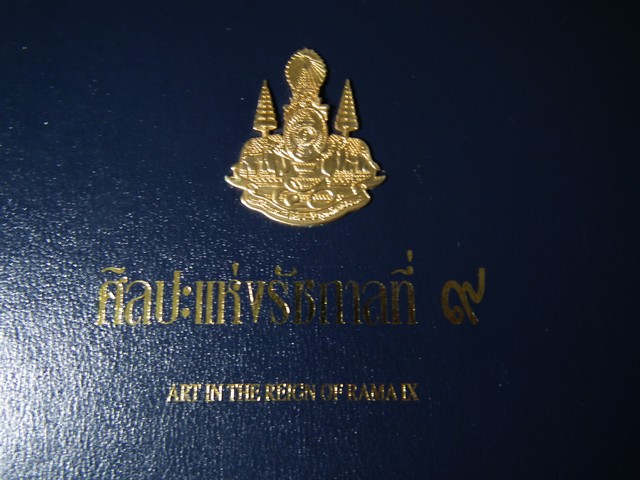 ศิลปะแห่งรัชกาลที่ ๙
ART IN THE REIGN OF RAMA IX